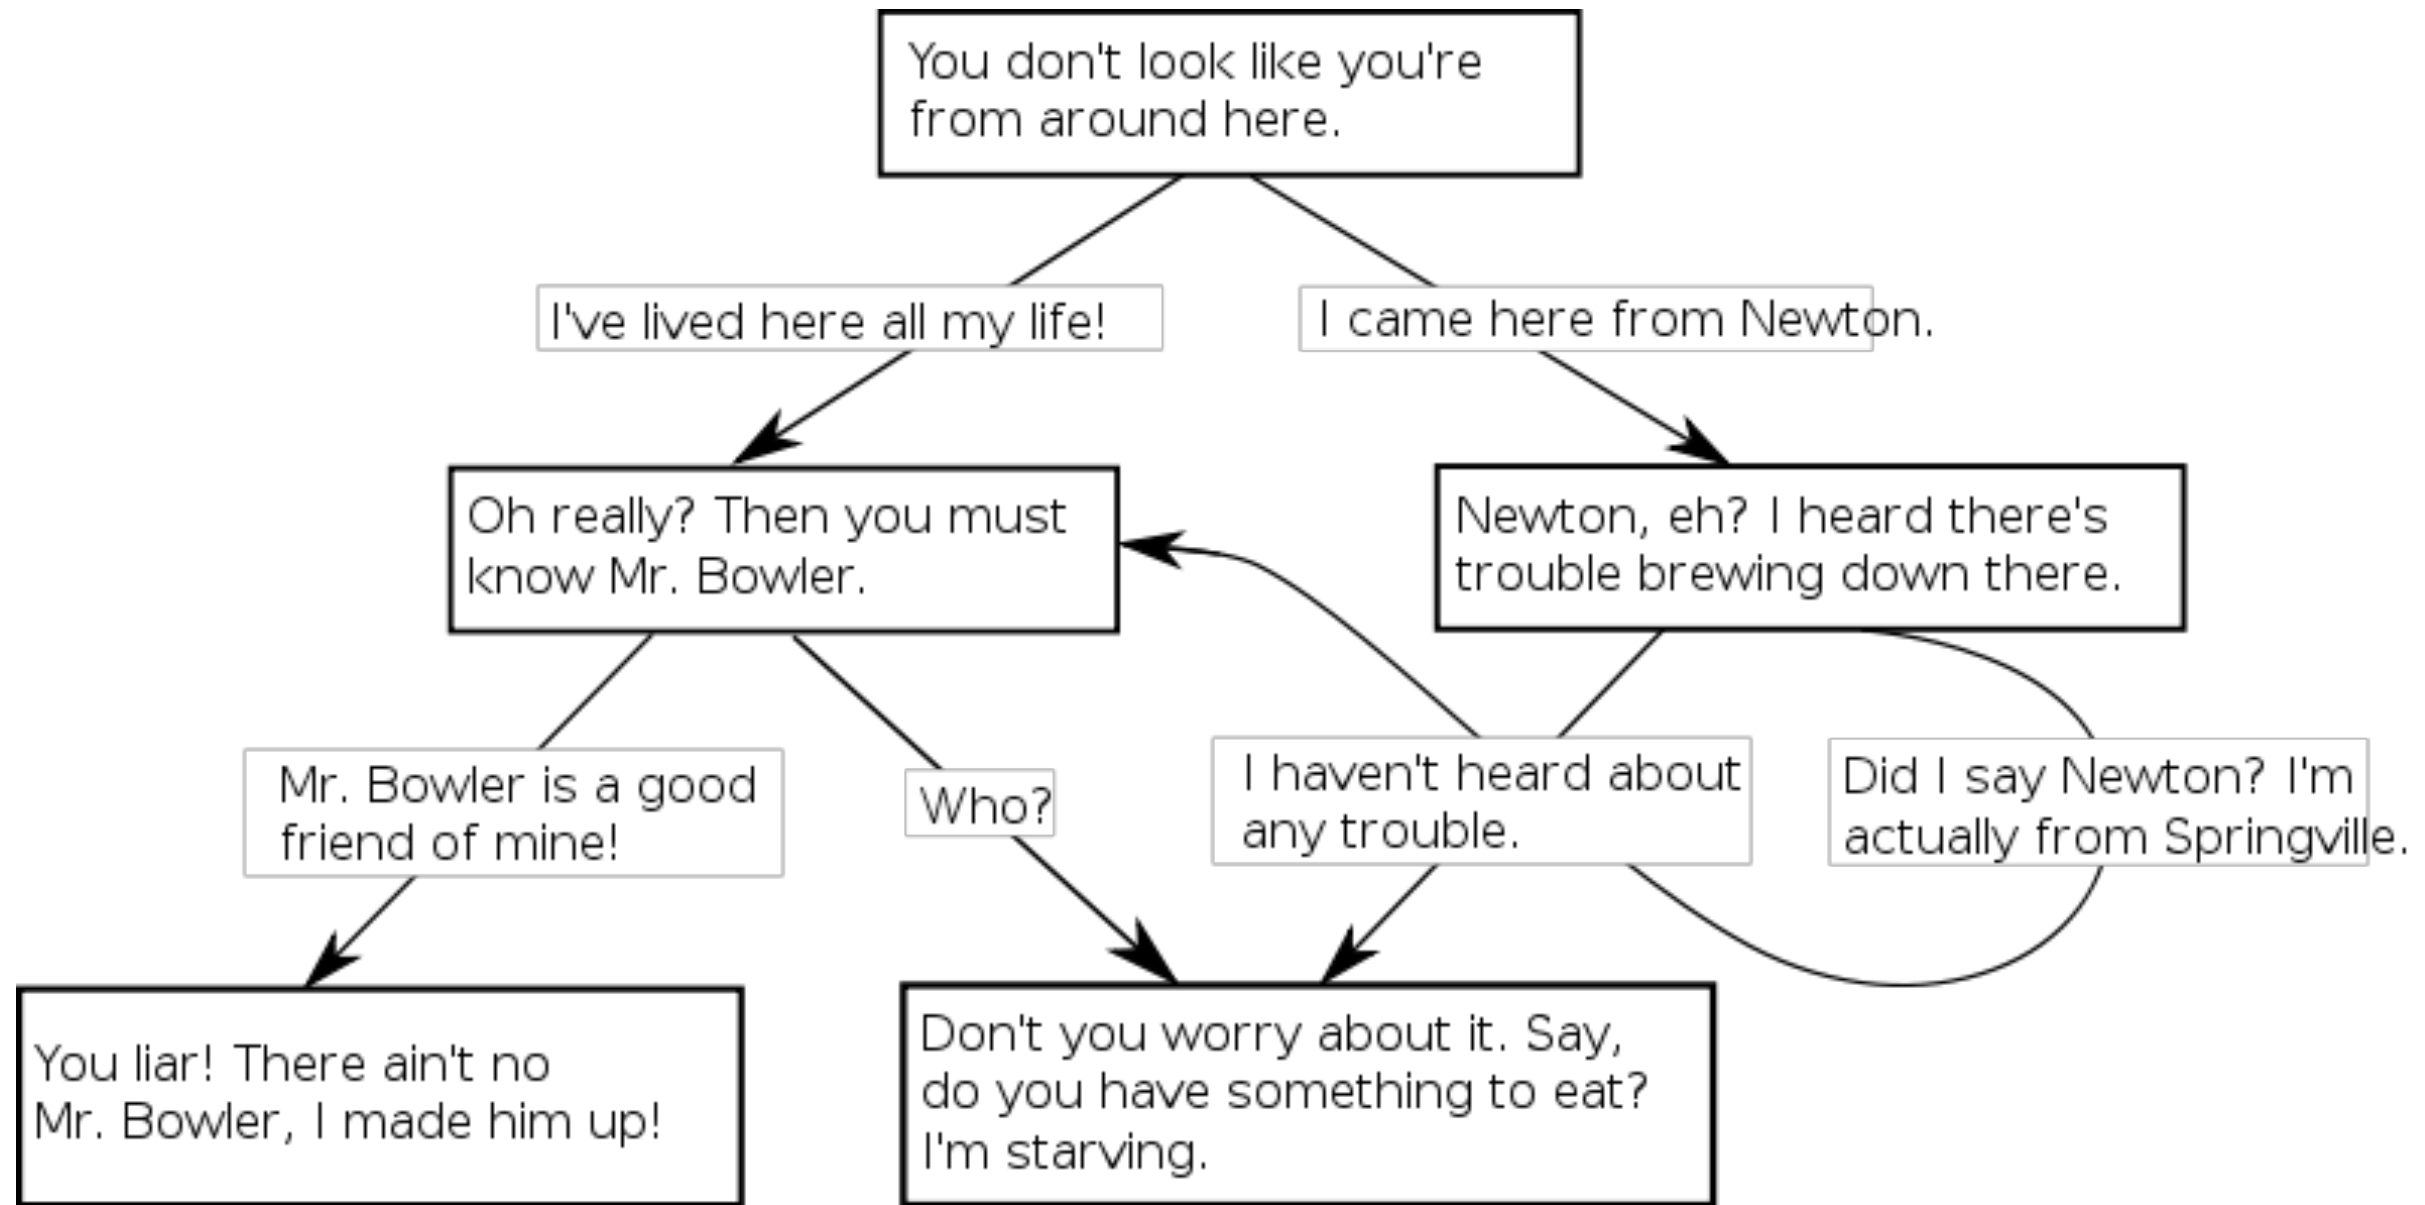 You don't look like you're
from around here.
I've lived here all my life!
I came here from Newton.
Oh really? Then you must
know Mr. Bowler.
Newton, eh? I heard there's
trouble brewing down there.
Mr. Bowler is a good
friend of mine!
Who?
I haven't heard about
any trouble.
Did I say Newton? I'm
actually from Springville.
You liar! There ain't no
Mr. Bowler, I made him up!
Don't you worry about it. Say,
do you have something to eat?
I'm starving.